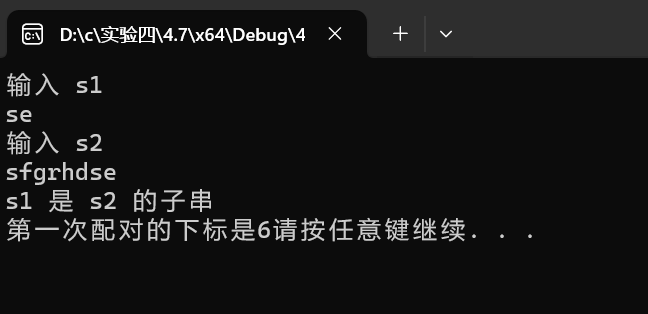 D:\c\实验四\4.7\x64\Debug\4
输入 s1
se
输入 s2
sfgrhdse
s1 是 s2 的子串
第一次配对的下标是6请按任意键继续. . .